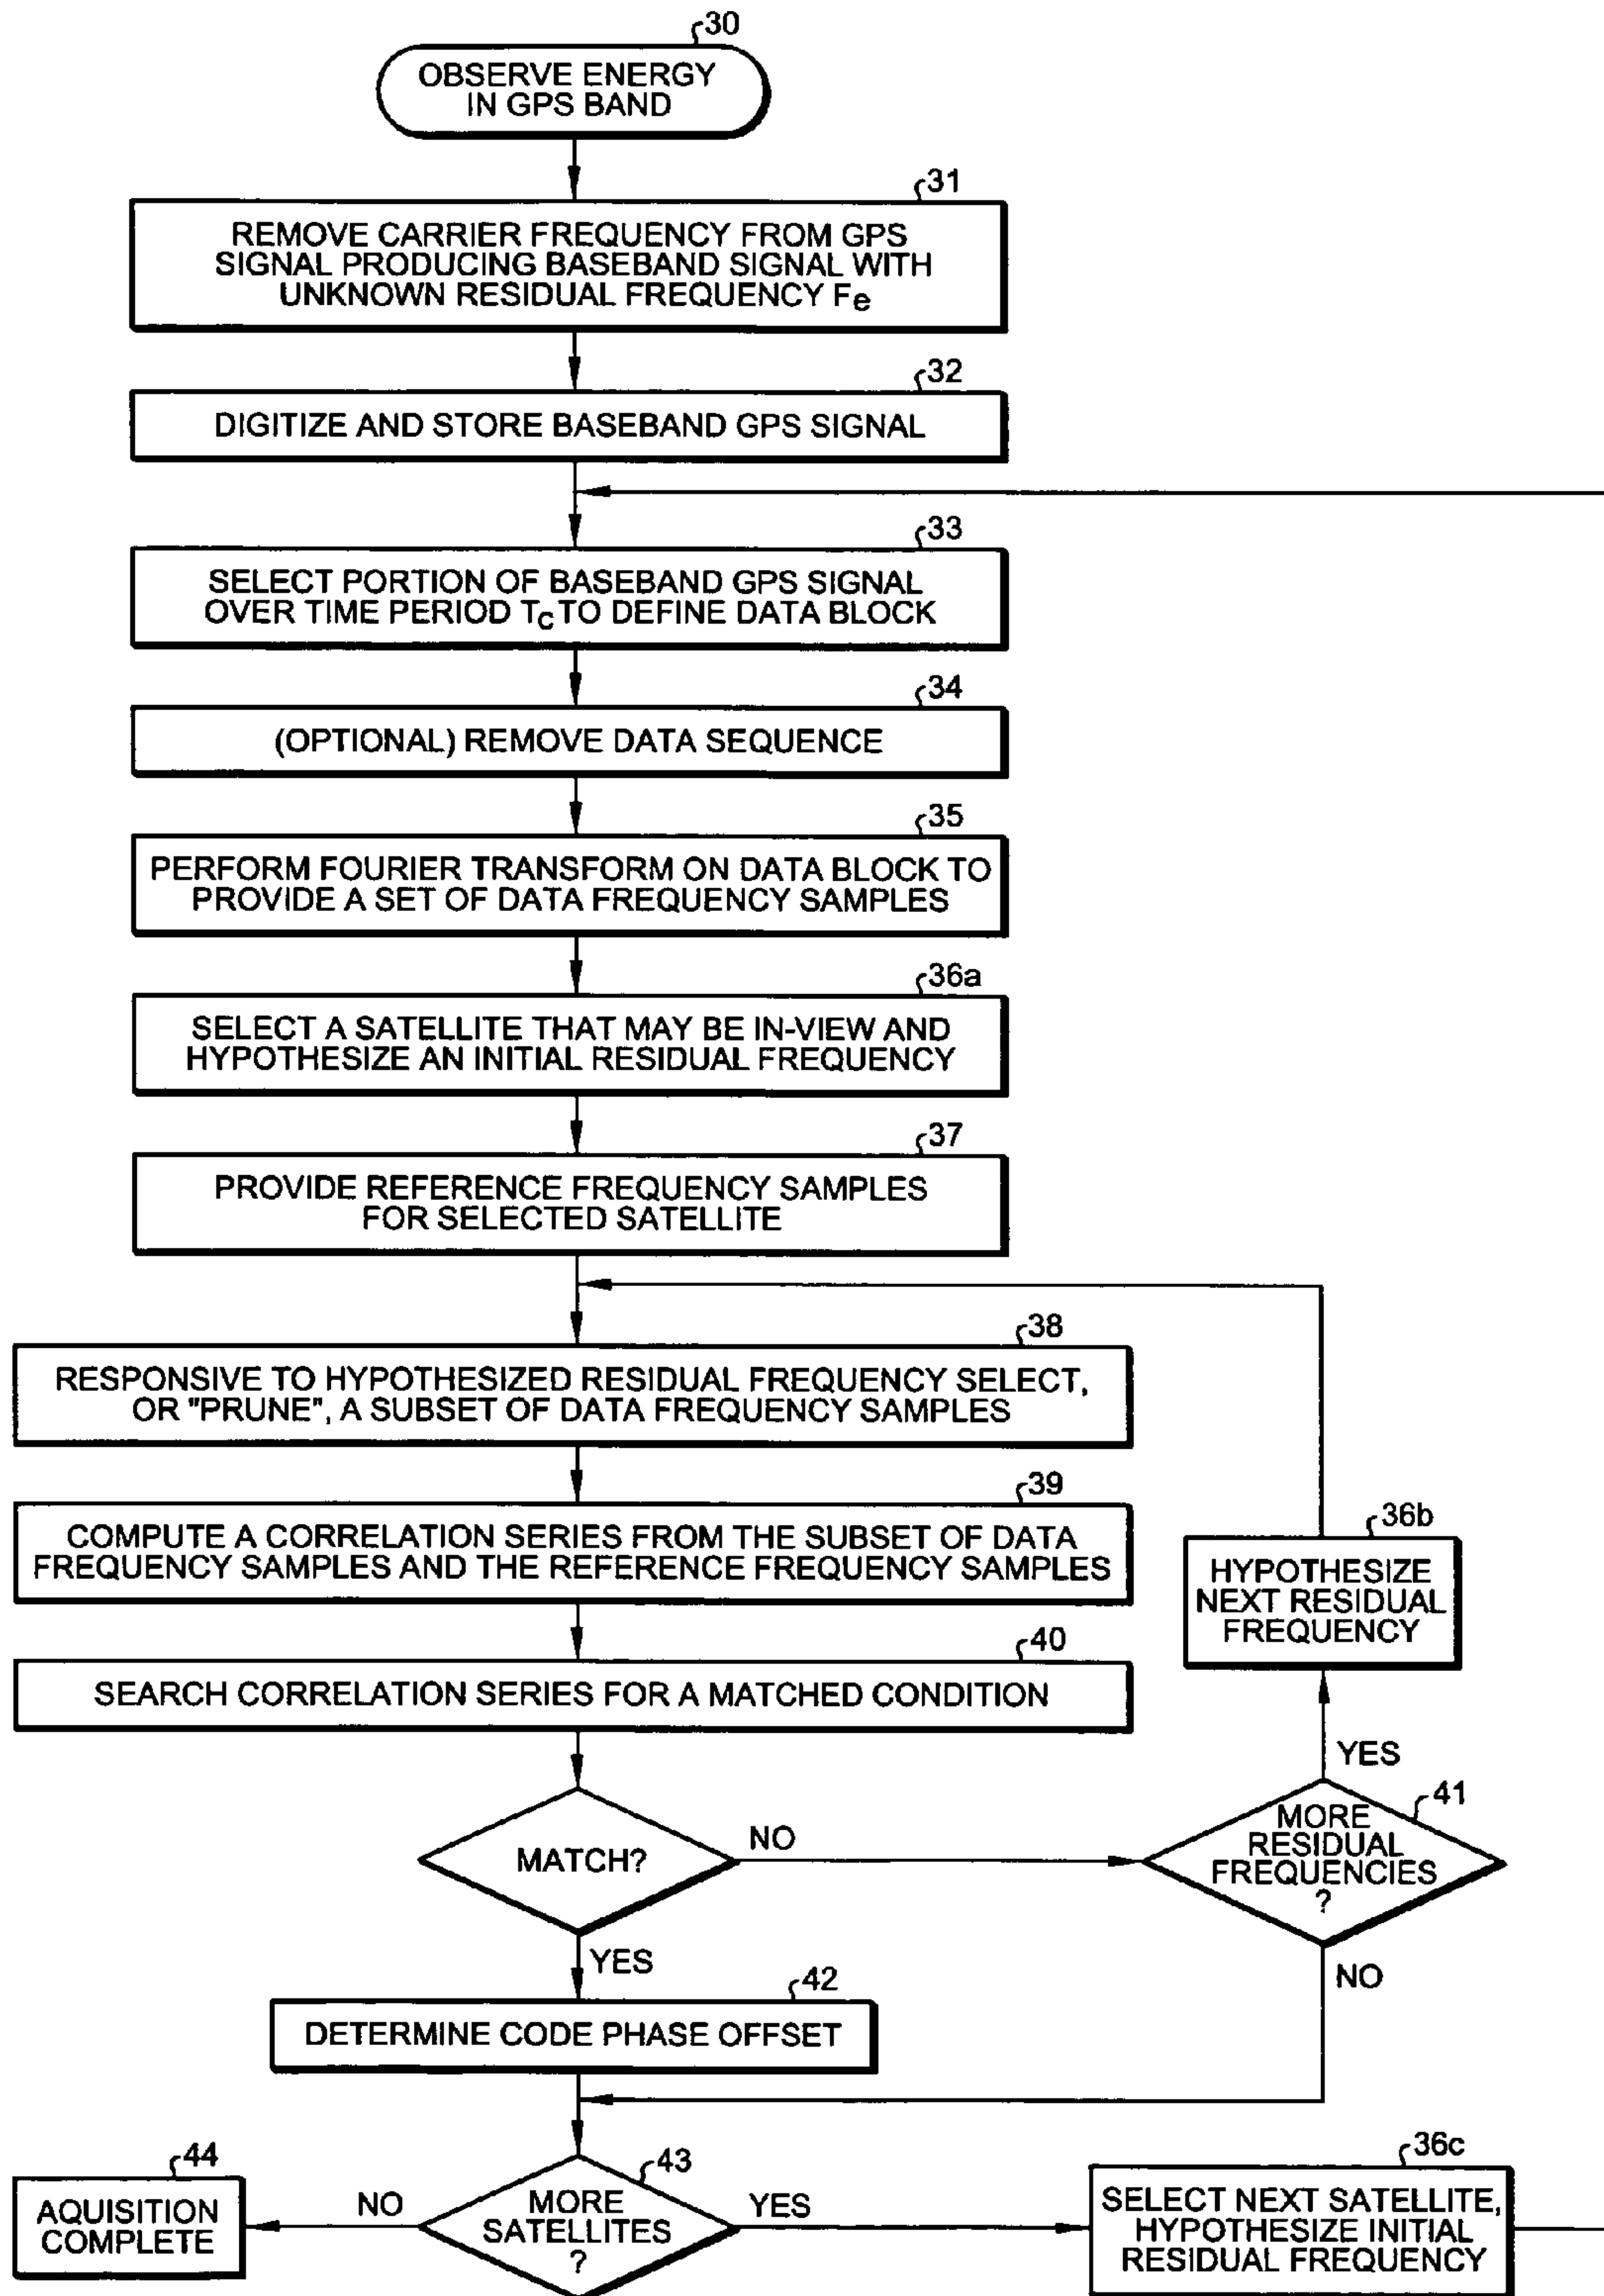 30
OBSERVE ENERGY
IN GPS BAND
31
REMOVE CARRIER FREQUENCY FROM GPS
SIGNAL PRODUCING BASEBAND SIGNAL WITH
UNKNOWN RESIDUAL FREQUENCY Fe
32
DIGITIZE AND STORE BASEBAND GPS SIGNAL
33
SELECT PORTION OF BASEBAND GPS SIGNAL
OVER TIME PERIOD Tc TO DEFINE DATA BLOCK
34
(OPTIONAL) REMOVE DATA SEQUENCE
35
PERFORM FOURIER TRANSFORM ON DATA BLOCK TO
PROVIDE A SET OF DATA FREQUENCY SAMPLES
36a
SELECT A SATELLITE THAT MAY BE IN-VIEW AND
HYPOTHESIZE AN INITIAL RESIDUAL FREQUENCY
37
PROVIDE REFERENCE FREQUENCY SAMPLES
FOR SELECTED SATELLITE
38
RESPONSIVE TO HYPOTHESIZED RESIDUAL FREQUENCY SELECT,
OR "PRUNE", A SUBSET OF DATA FREQUENCY SAMPLES
39
COMPUTE A CORRELATION SERIES FROM THE SUBSET OF DATA
FREQUENCY SAMPLES AND THE REFERENCE FREQUENCY SAMPLES
36b
HYPOTHESIZE
NEXT RESIDUAL
FREQUENCY
40
SEARCH CORRELATION SERIES FOR A MATCHED CONDITION
YES
MATCH?
NO
41
MORE
RESIDUAL
FREQUENCIES
?
YES
NO
42
DETERMINE CODE PHASE OFFSET
44
AQUISITION
COMPLETE
NO
43
MORE
SATELLITES
?
YES
36c
SELECT NEXT SATELLITE,
HYPOTHESIZE INITIAL
RESIDUAL FREQUENCY